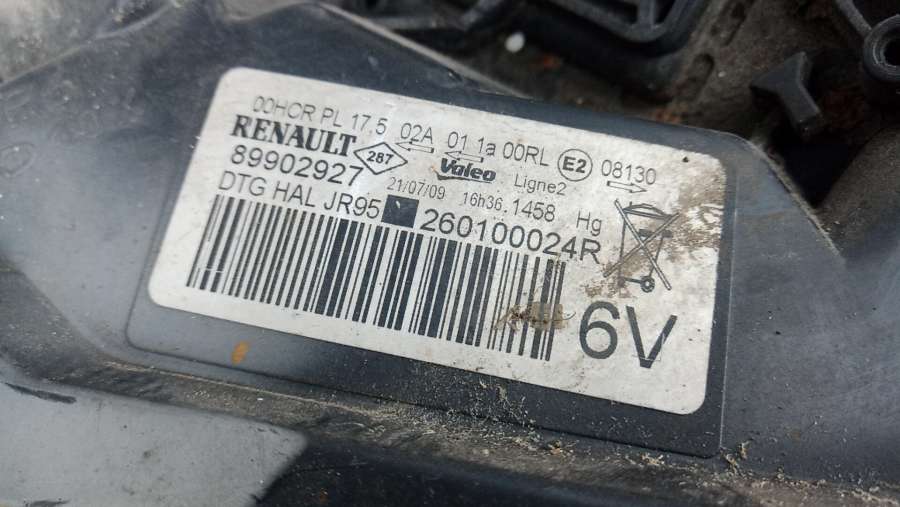 00HCR PL 17.5 02A 01 1a 00RL E2 08130
RENAULT 287 Valeo Ligne2
89902927 21/07/09 16h36 1458 Hg
DTG HAL JR95 260100024R
6V